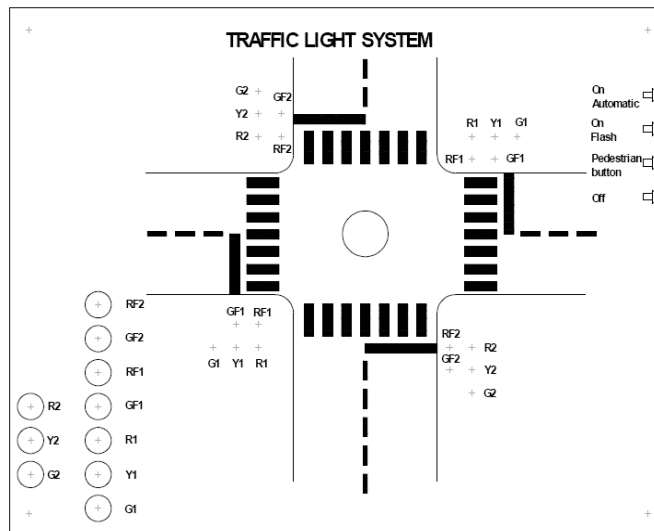 TRAFFIC LIGHT SYSTEM
G2
GF2
Y2
R2
RF2
R1 Y1 G1
RF1 GF1
On
Automatic
On
Flash
Pedestrian
button
Off
GF1 RF1
G1 Y1 R1
RF2
R2
GF2
Y2
G2
RF2
GF2
RF1
R2 GF1
Y2 R1
G2 Y1
G1